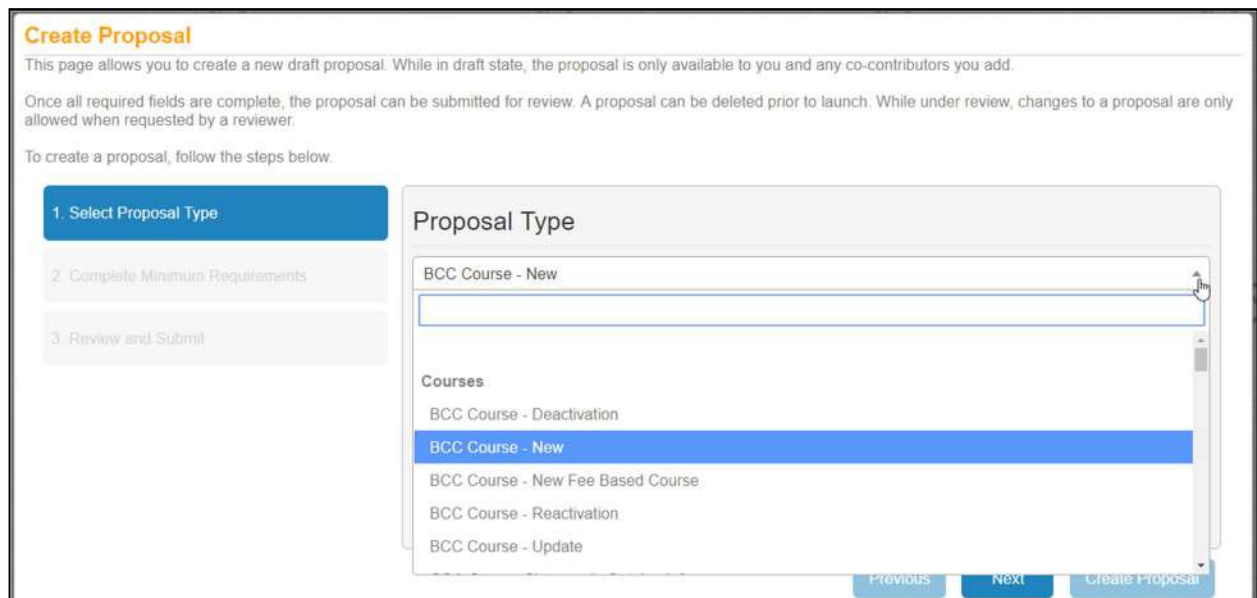 Create Proposal
This page allows you to create a new draft proposal. While in draft state, the proposal is only available to you and any co-contributors you add.
Once all required fields are complete, the proposal can be submitted for review. A proposal can be deleted prior to launch. While under review, changes to a proposal are only
allowed when requested by a reviewer.
To create a proposal, follow the steps below.
1. Select Proposal Type
2. Complete Minimum Requirements
3. Review and Submit
Proposal Type
BCC Course - New
Courses
BCC Course - Deactivation
BCC Course - New
BCC Course - New Fee Based Course
BCC Course - Reactivation
BCC Course - Update
Previous
Next
Create Proposal